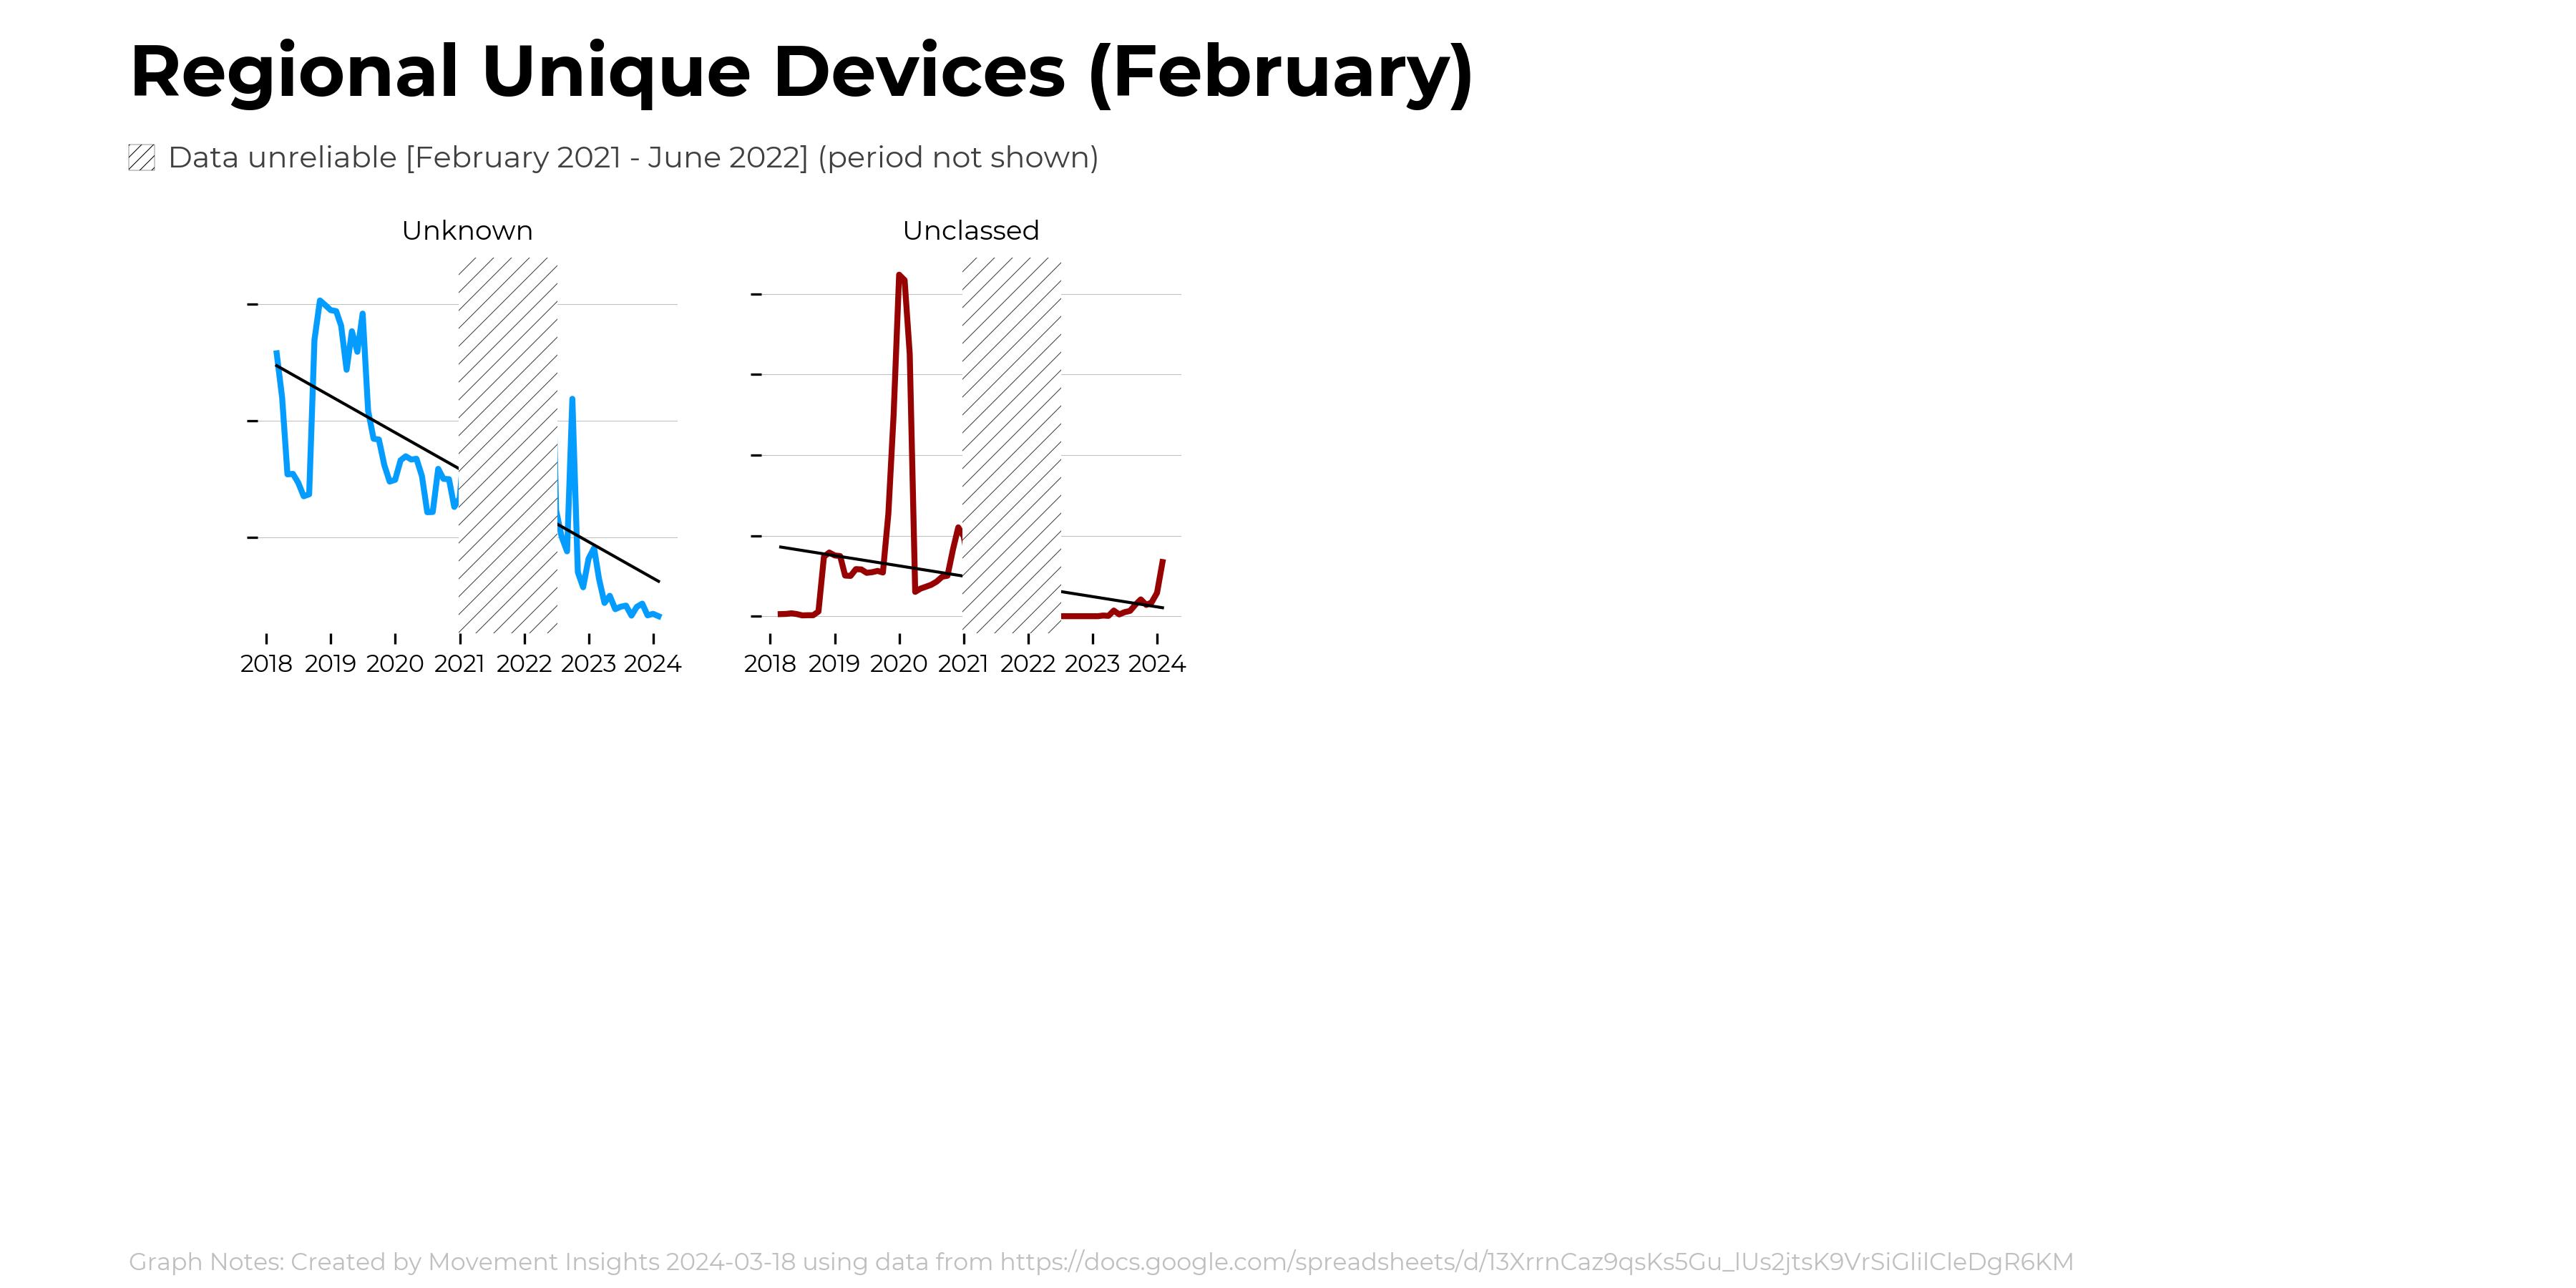 Regional Unique Devices (February)
Data unreliable [February 2021 - June 2022] (period not shown)
Unknown
Unclassed
2018 2019 2020 2021 2022 2023 2024
2018 2019 2020 2021 2022 2023 2024
Graph Notes: Created by Movement Insights 2024-03-18 using data from https://docs.google.com/spreadsheets/d/13XrrnCaz9qsKs5Gu_lUs2jtsK9VrSiGlilCleDgR6KM